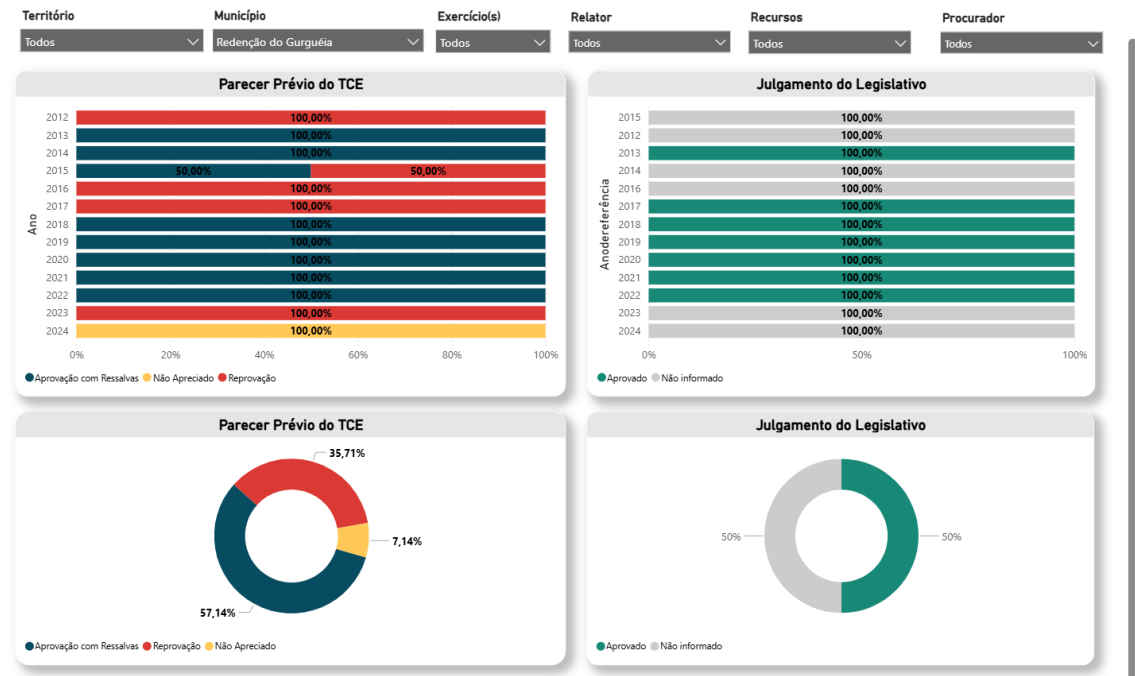 Território Município Exercício(s) Relator Recursos Procurador
Todos Redenção do Gurguéia Todos Todos Todos Todos
Parecer Prévio do TCE
Ano
2012 100,00%
2013 100,00%
2014 100,00%
2015 50,00% 50,00%
2016 100,00%
2017 100,00%
2018 100,00%
2019 100,00%
2020 100,00%
2021 100,00%
2022 100,00%
2023 100,00%
2024 100,00%
0% 20% 40% 60% 80% 100%
Aprovação com Ressalvas Não Apreciado Reprovação
Julgamento do Legislativo
Anodereferência
2015 100,00%
2012 100,00%
2013 100,00%
2014 100,00%
2016 100,00%
2017 100,00%
2018 100,00%
2019 100,00%
2020 100,00%
2021 100,00%
2022 100,00%
2023 100,00%
2024 100,00%
0% 50% 100%
Aprovado Não informado
Parecer Prévio do TCE
35,71%
7,14%
57,14%
Aprovação com Ressalvas Reprovação Não Apreciado
Julgamento do Legislativo
50% 50%
Aprovado Não informado